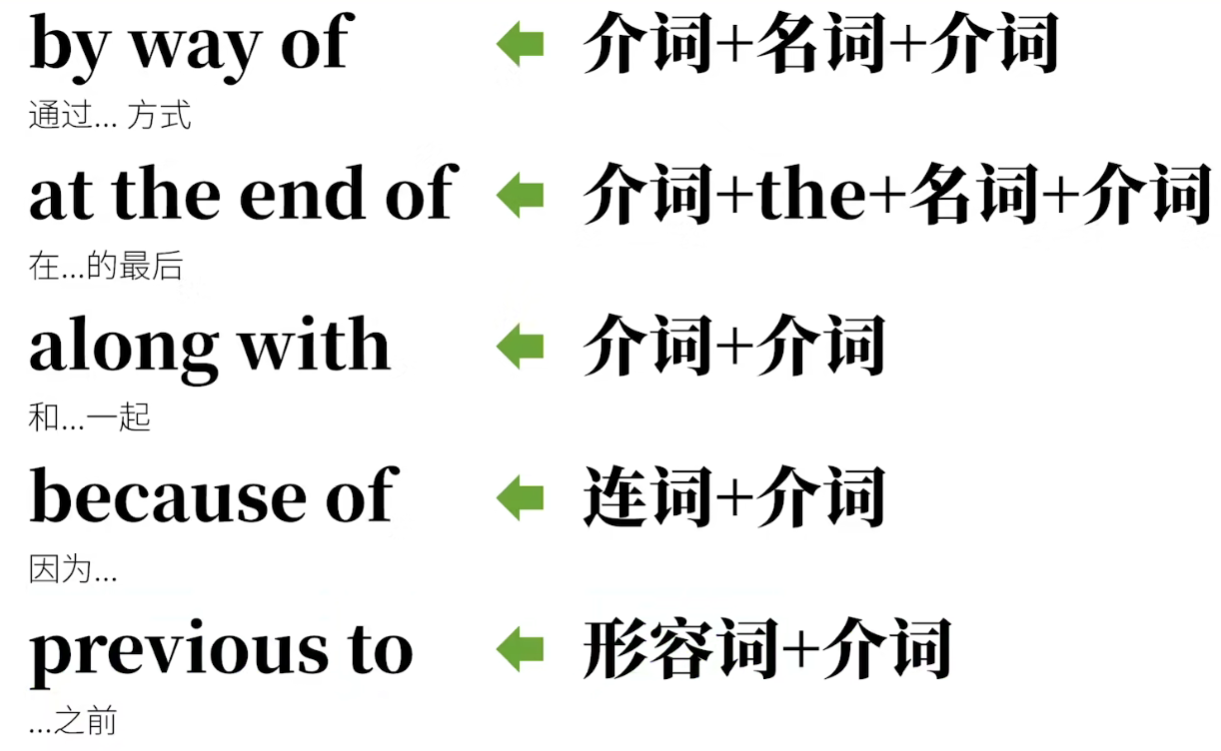 by way of 介词+名词+介词
通过... 方式
at the end of 介词+the+名词+介词
在...的最后
along with 介词+介词
和...一起
because of 连词+介词
因为...
previous to 形容词+介词
...之前